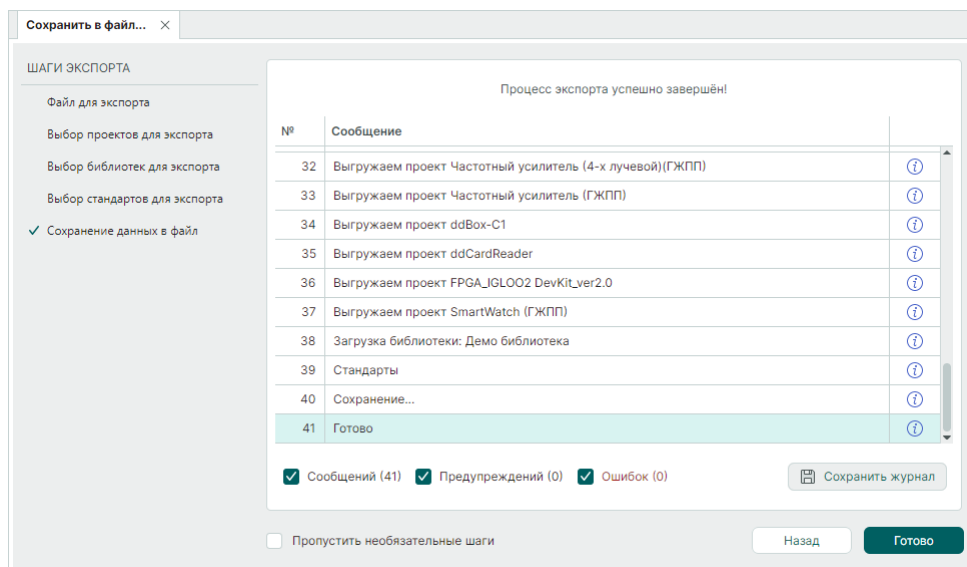 Сохранить в файл...
ШАГИ ЭКСПОРТА
Файл для экспорта
Выбор проектов для экспорта
Выбор библиотек для экспорта
Выбор стандартов для экспорта
Сохранение данных в файл
Процесс экспорта успешно завершён!
№ Сообщение
32 Выгружаем проект Частотный усилитель (4-х лучевой)(ГЖПП)
33 Выгружаем проект Частотный усилитель (ГЖПП)
34 Выгружаем проект ddBox-C1
35 Выгружаем проект ddCardReader
36 Выгружаем проект FPGA_IGLOO2 DevKit_ver2.0
37 Выгружаем проект SmartWatch (ГЖПП)
38 Загрузка библиотеки: Демо библиотека
39 Стандарты
40 Сохранение...
41 Готово
Сообщений (41) Предупреждений (0) Ошибок (0) Сохранить журнал
Пропустить необязательные шаги Назад Готово